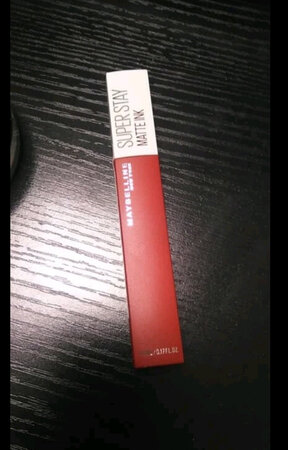 SUPER STAY
MATTE INK
MAYBELLINE
NEW YORK
/0.17 FL.OZ.